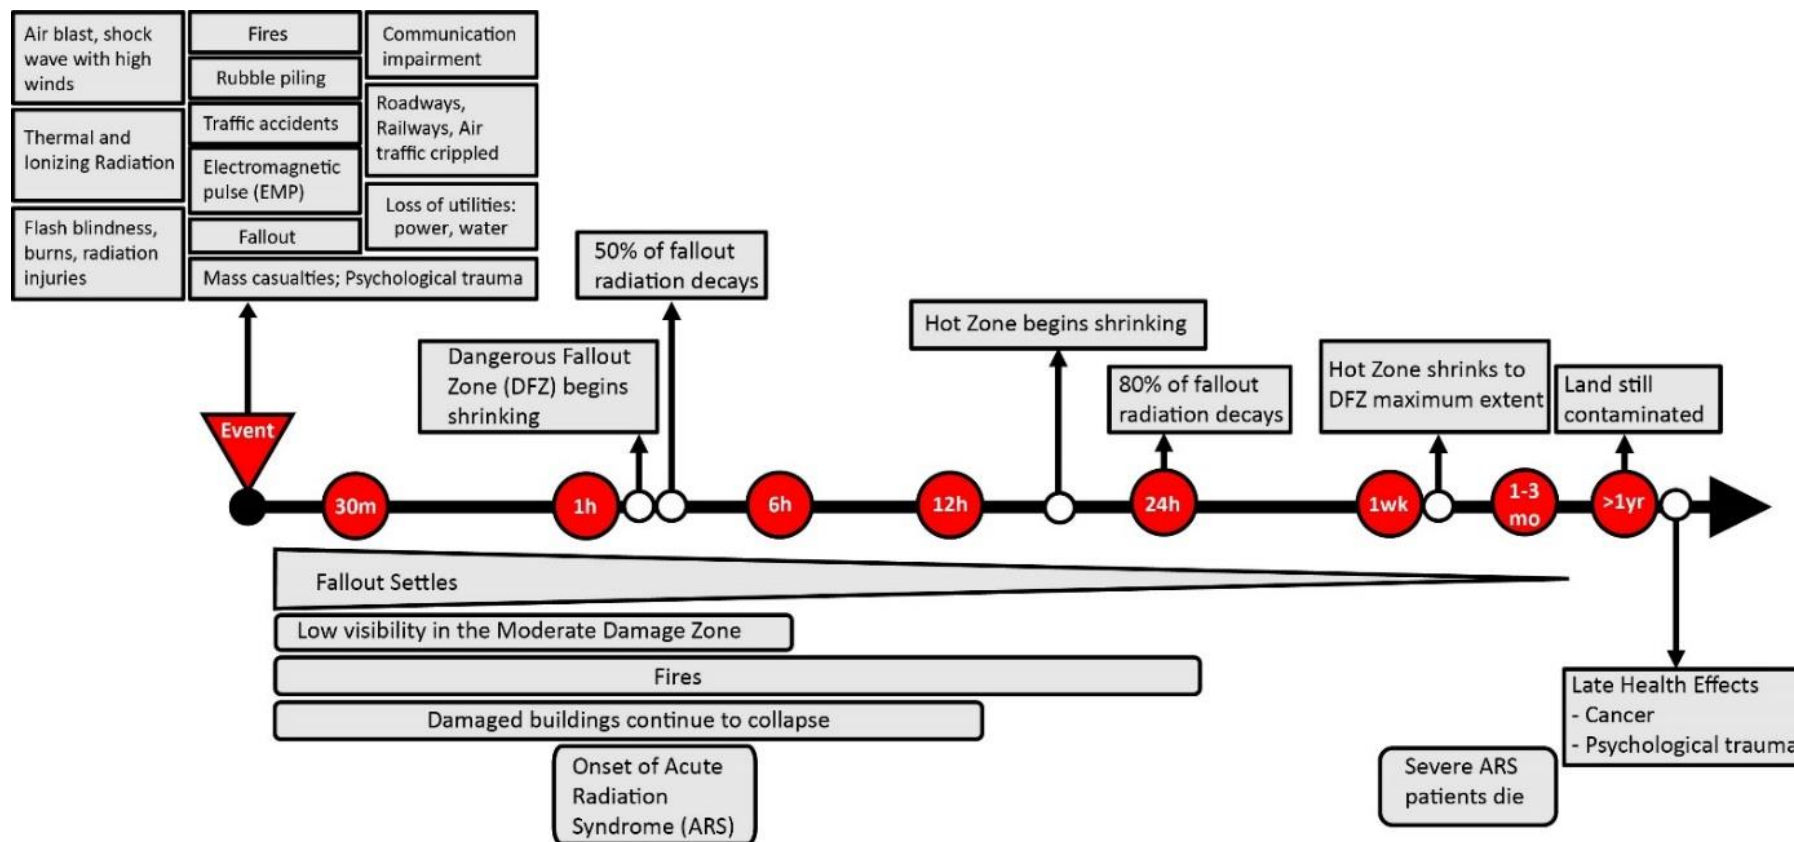 Air blast, shock
wave with high
winds
Thermal and
Ionizing Radiation
Flash blindness,
burns, radiation
injuries
Fires
Rubble piling
Traffic accidents
Electromagnetic
pulse (EMP)
Fallout
Communication
impairment
Roadways,
Railways, Air
traffic crippled
Loss of utilities:
power, water
Mass casualties; Psychological trauma
50% of fallout
radiation decays
Dangerous Fallout
Zone (DFZ) begins
shrinking
Hot Zone begins shrinking
80% of fallout
radiation decays
Hot Zone shrinks to
DFZ maximum extent
Land still
contaminated
Event
30m
1h
6h
12h
24h
1wk
1-3
mo
>1yr
Fallout Settles
Low visibility in the Moderate Damage Zone
Fires
Damaged buildings continue to collapse
Onset of Acute
Radiation
Syndrome (ARS)
Severe ARS
patients die
Late Health Effects
- Cancer
- Psychological trauma